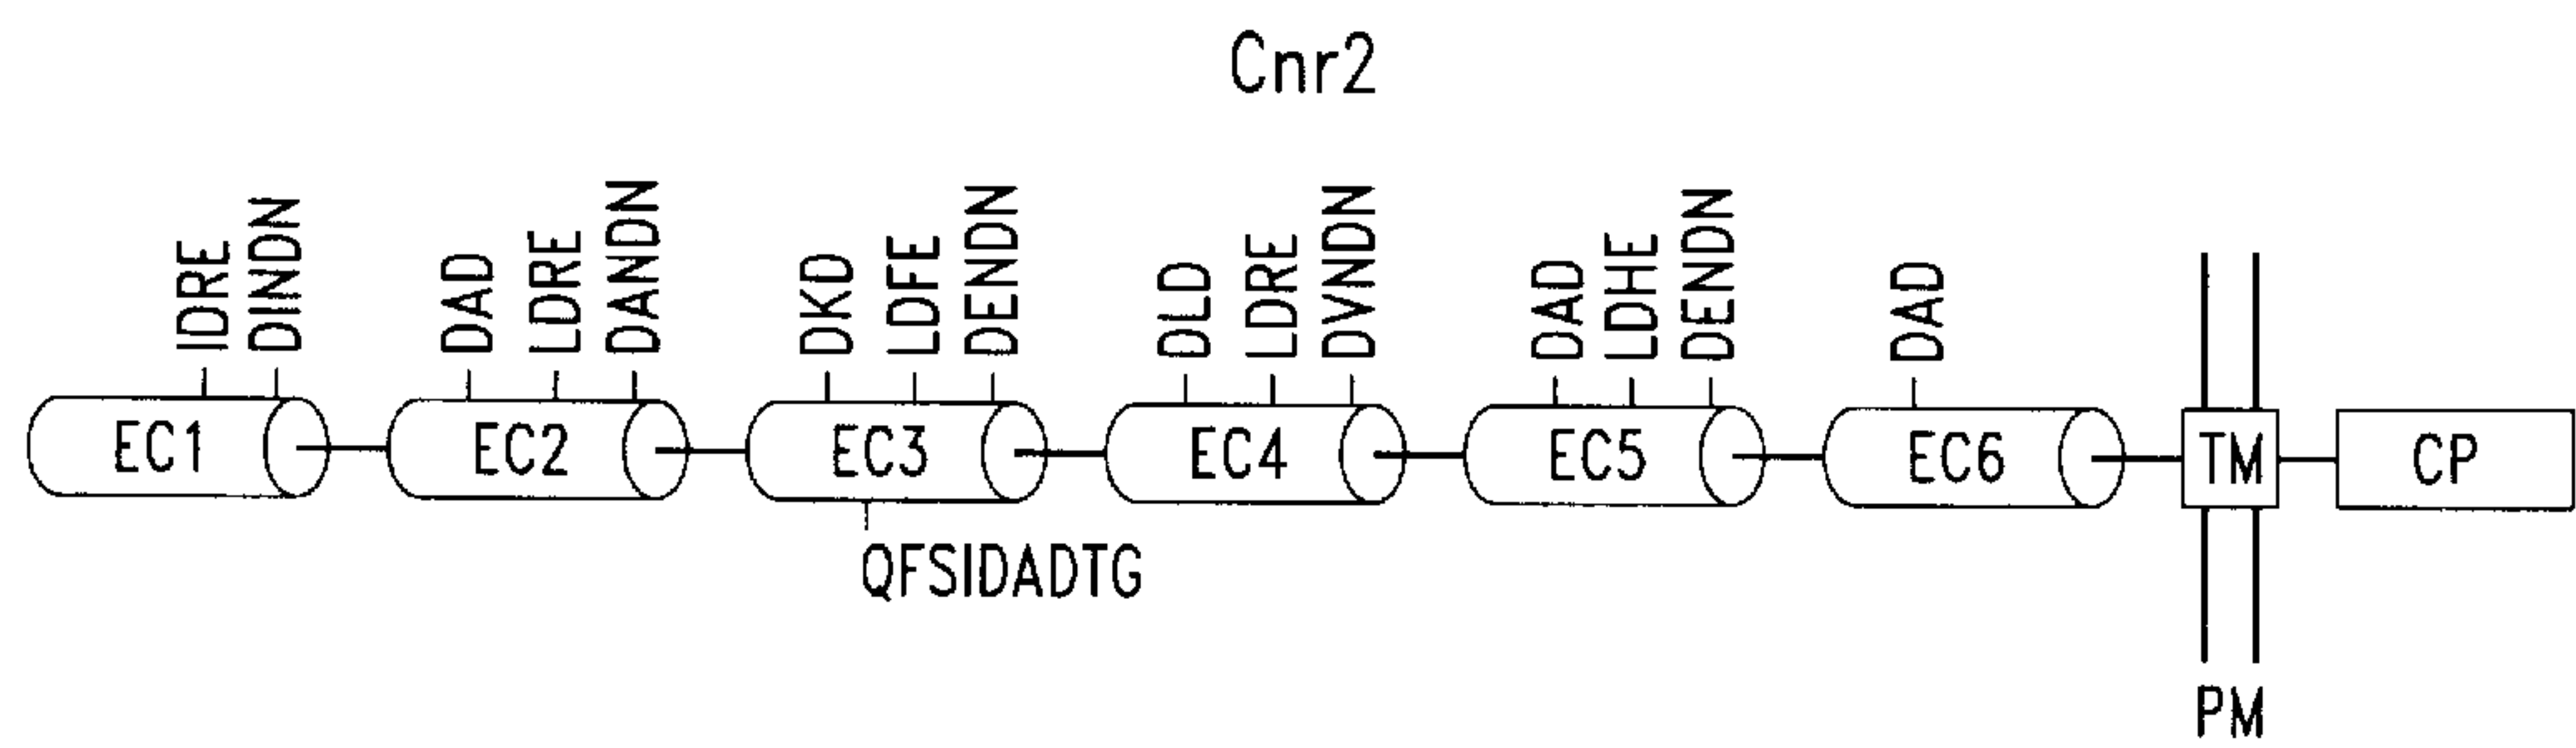 Cnr2
IDRE
DINDN
DAD
LDRE
DANDN
DKD
LDFE
DENDN
DLD
LDRE
DVNDN
DAD
LDHE
DENDN
DAD
EC1
EC2
EC3
EC4
EC5
EC6
TM
CP
QFSIDADTG
PM